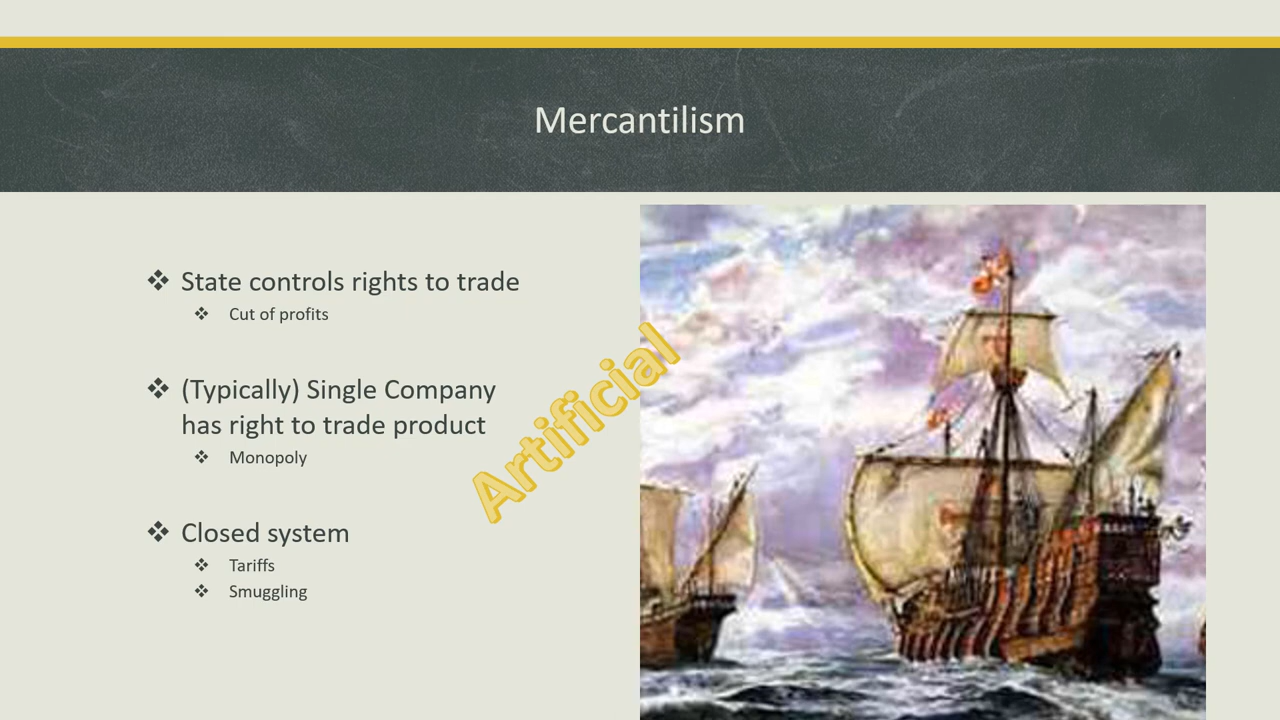 Mercantilism
❖ State controls rights to trade
❖ Cut of profits
❖ (Typically) Single Company
has right to trade product
❖ Monopoly
❖ Closed system
❖ Tariffs
❖ Smuggling
Artificial